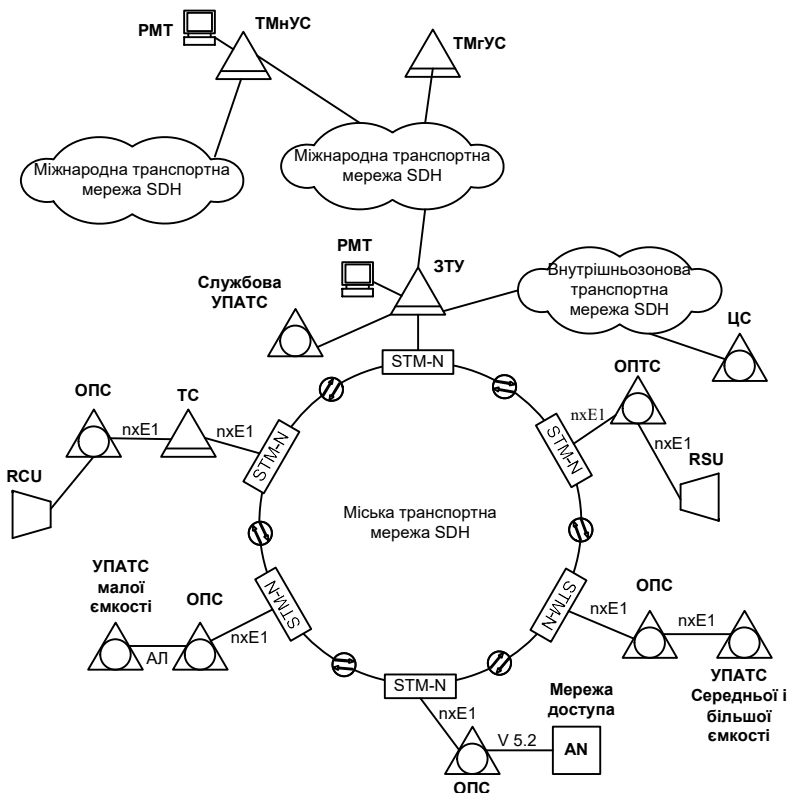 РМТ
ТМнУС
ТМгУС
Міжнародна транспортна
мережа SDH
Міжнародна транспортна
мережа SDH
РМТ
ЗТУ
Службова
УПАТС
Внутрішньозонова
транспортна
мережа SDH
ЦС
STM-N
ОПС
ТС
nxE1
nxE1
STM-N
RCU
ОПТС
nxE1
STM-N
nxE1
RSU
Міська транспортна
мережа SDH
УПАТС
малої
ємкості
ОПС
АЛ
nxE1
STM-N
STM-N
ОПС
nxE1
nxE1
УПАТС
Середньої і
більшої
ємкості
STM-N
nxE1
Мережа
доступа
V 5.2
AN
ОПС